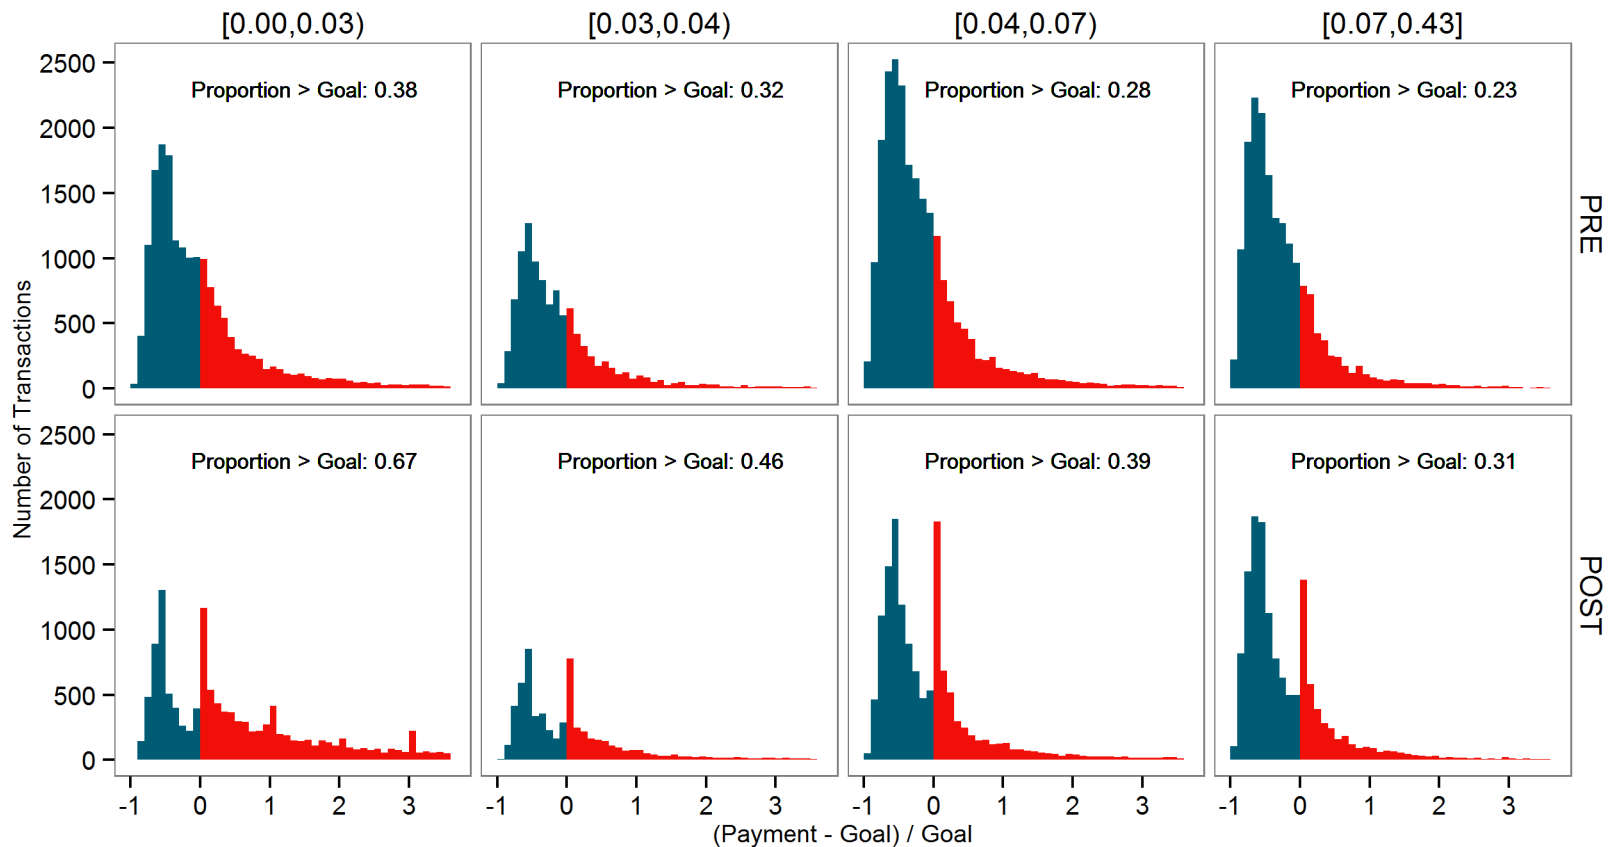 [0.00,0.03) [0.03,0.04) [0.04,0.07) [0.07,0.43]
Proportion > Goal: 0.38
Proportion > Goal: 0.32
Proportion > Goal: 0.28
Proportion > Goal: 0.23
2500
2000
1500
1000
500
0
PRE
Number of Transactions
Proportion > Goal: 0.67
Proportion > Goal: 0.46
Proportion > Goal: 0.39
Proportion > Goal: 0.31
2500
2000
1500
1000
500
0
POST
-1 0 1 2 3 -1 0 1 2 3 -1 0 1 2 3 -1 0 1 2 3
(Payment - Goal) / Goal